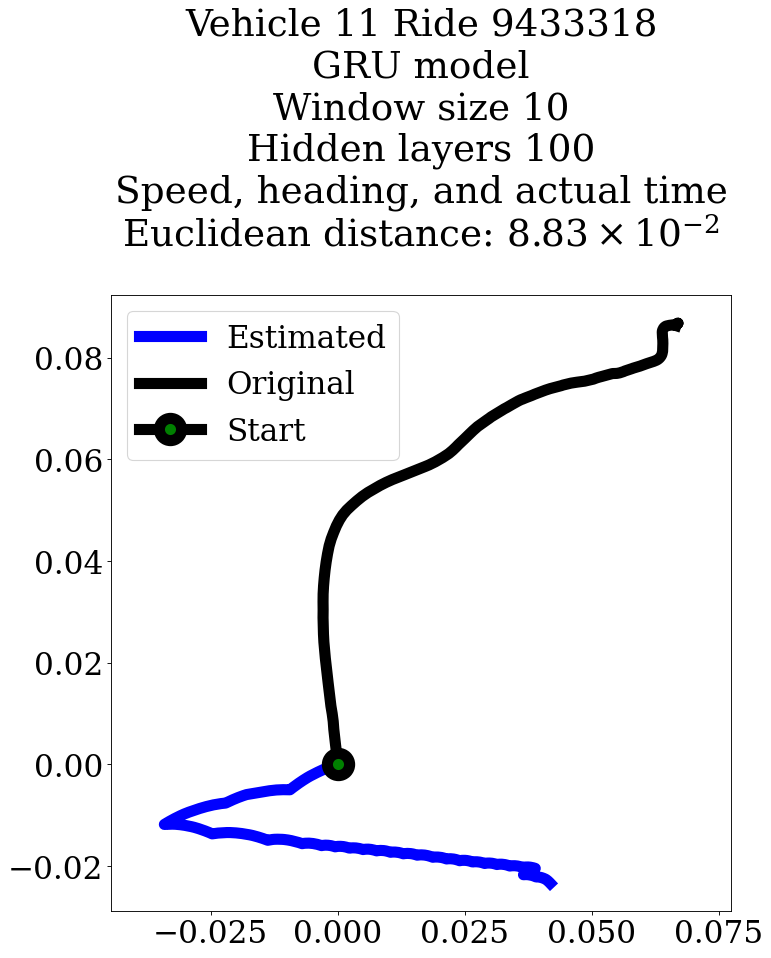 Vehicle 11 Ride 9433318
GRU model
Window size 10
Hidden layers 100
Speed, heading, and actual time
Euclidean distance: 8.83 × 10⁻²
Estimated
Original
Start
0.08
0.06
0.04
0.02
0.00
−0.02
−0.025 0.000 0.025 0.050 0.075